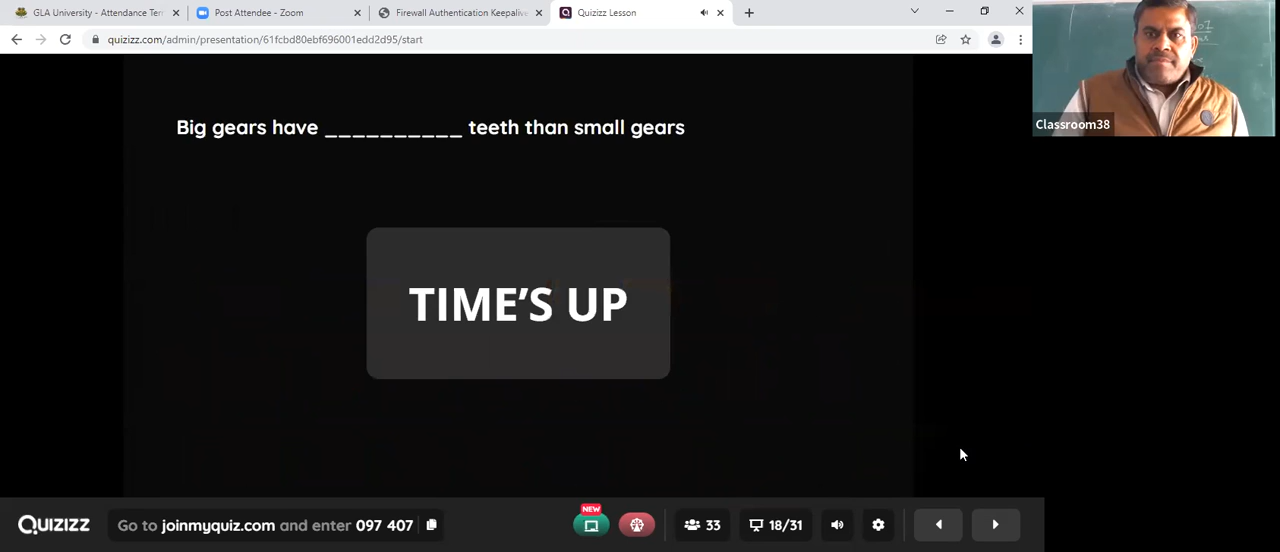 GLA University - Attendance Ter
Post Attendee - Zoom
Firewall Authentication Keepalive
Quizizz Lesson
quizizz.com/admin/presentation/61fcbd80ebf696001edd2d95/start
Classroom38
Big gears have __________ teeth than small gears
TIME'S UP
NEW
Quizizz
Go to joinmyquiz.com and enter 097 407
33
18/31